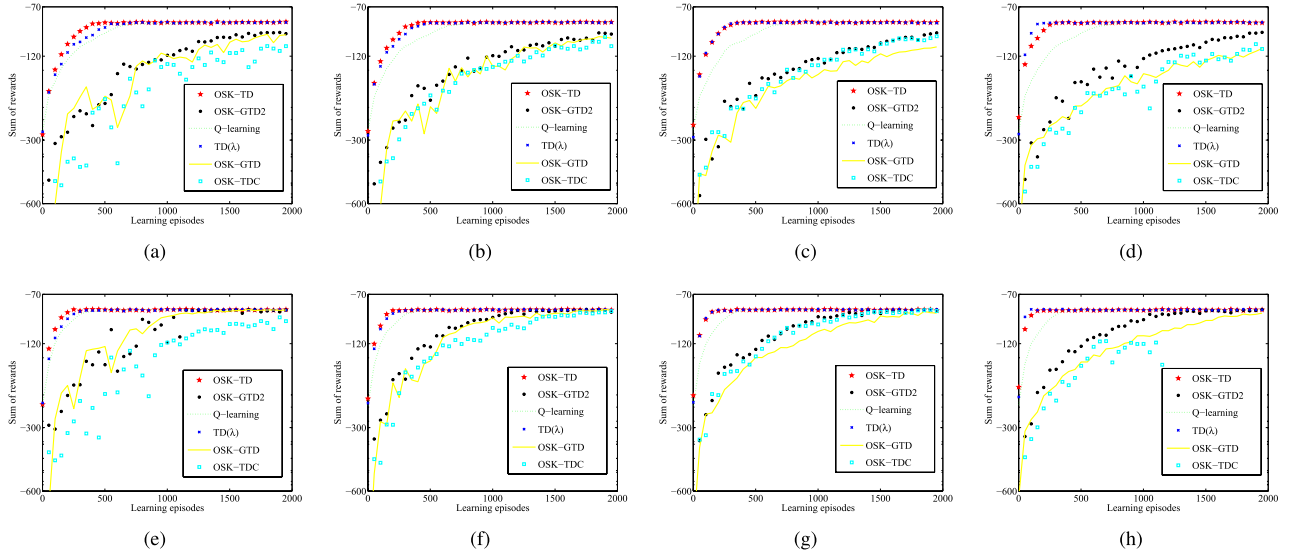 −70
−120
−300
−600
Sum of rewards
OSK−TD
OSK−GTD2
Q−learning
TD(λ)
OSK−GTD
OSK−TDC
0 500 1000 1500 2000
Learning episodes
(a)
−70
−120
−300
−600
Sum of rewards
OSK−TD
OSK−GTD2
Q−learning
TD(λ)
OSK−GTD
OSK−TDC
0 500 1000 1500 2000
Learning episodes
(b)
−70
−120
−300
−600
Sum of rewards
OSK−TD
OSK−GTD2
Q−learning
TD(λ)
OSK−GTD
OSK−TDC
0 500 1000 1500 2000
Learning episodes
(c)
−70
−120
−300
−600
Sum of rewards
OSK−TD
OSK−GTD2
Q−learning
TD(λ)
OSK−GTD
OSK−TDC
0 500 1000 1500 2000
Learning episodes
(d)
−70
−120
−300
−600
Sum of rewards
OSK−TD
OSK−GTD2
Q−learning
TD(λ)
OSK−GTD
OSK−TDC
0 500 1000 1500 2000
Learning episodes
(e)
−70
−120
−300
−600
Sum of rewards
OSK−TD
OSK−GTD2
Q−learning
TD(λ)
OSK−GTD
OSK−TDC
0 500 1000 1500 2000
Learning episodes
(f)
−70
−120
−300
−600
Sum of rewards
OSK−TD
OSK−GTD2
Q−learning
TD(λ)
OSK−GTD
OSK−TDC
0 500 1000 1500 2000
Learning episodes
(g)
−70
−120
−300
−600
Sum of rewards
OSK−TD
OSK−GTD2
Q−learning
TD(λ)
OSK−GTD
OSK−TDC
0 500 1000 1500 2000
Learning episodes
(h)